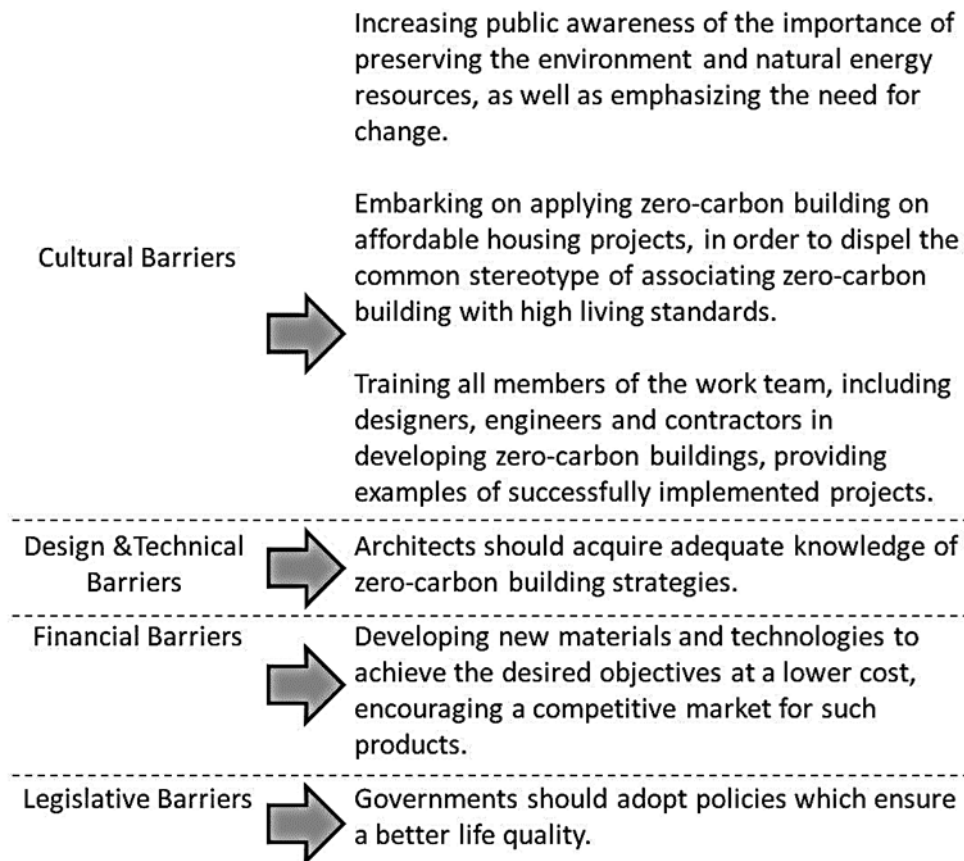 Increasing public awareness of the importance of
preserving the environment and natural energy
resources, as well as emphasizing the need for
change.
Cultural Barriers
Embarking on applying zero-carbon building on
affordable housing projects, in order to dispel the
common stereotype of associating zero-carbon
building with high living standards.
Training all members of the work team, including
designers, engineers and contractors in
developing zero-carbon buildings, providing
examples of successfully implemented projects.
Design &Technical
Barriers
Architects should acquire adequate knowledge of
zero-carbon building strategies.
Financial Barriers
Developing new materials and technologies to
achieve the desired objectives at a lower cost,
encouraging a competitive market for such
products.
Legislative Barriers
Governments should adopt policies which ensure
a better life quality.